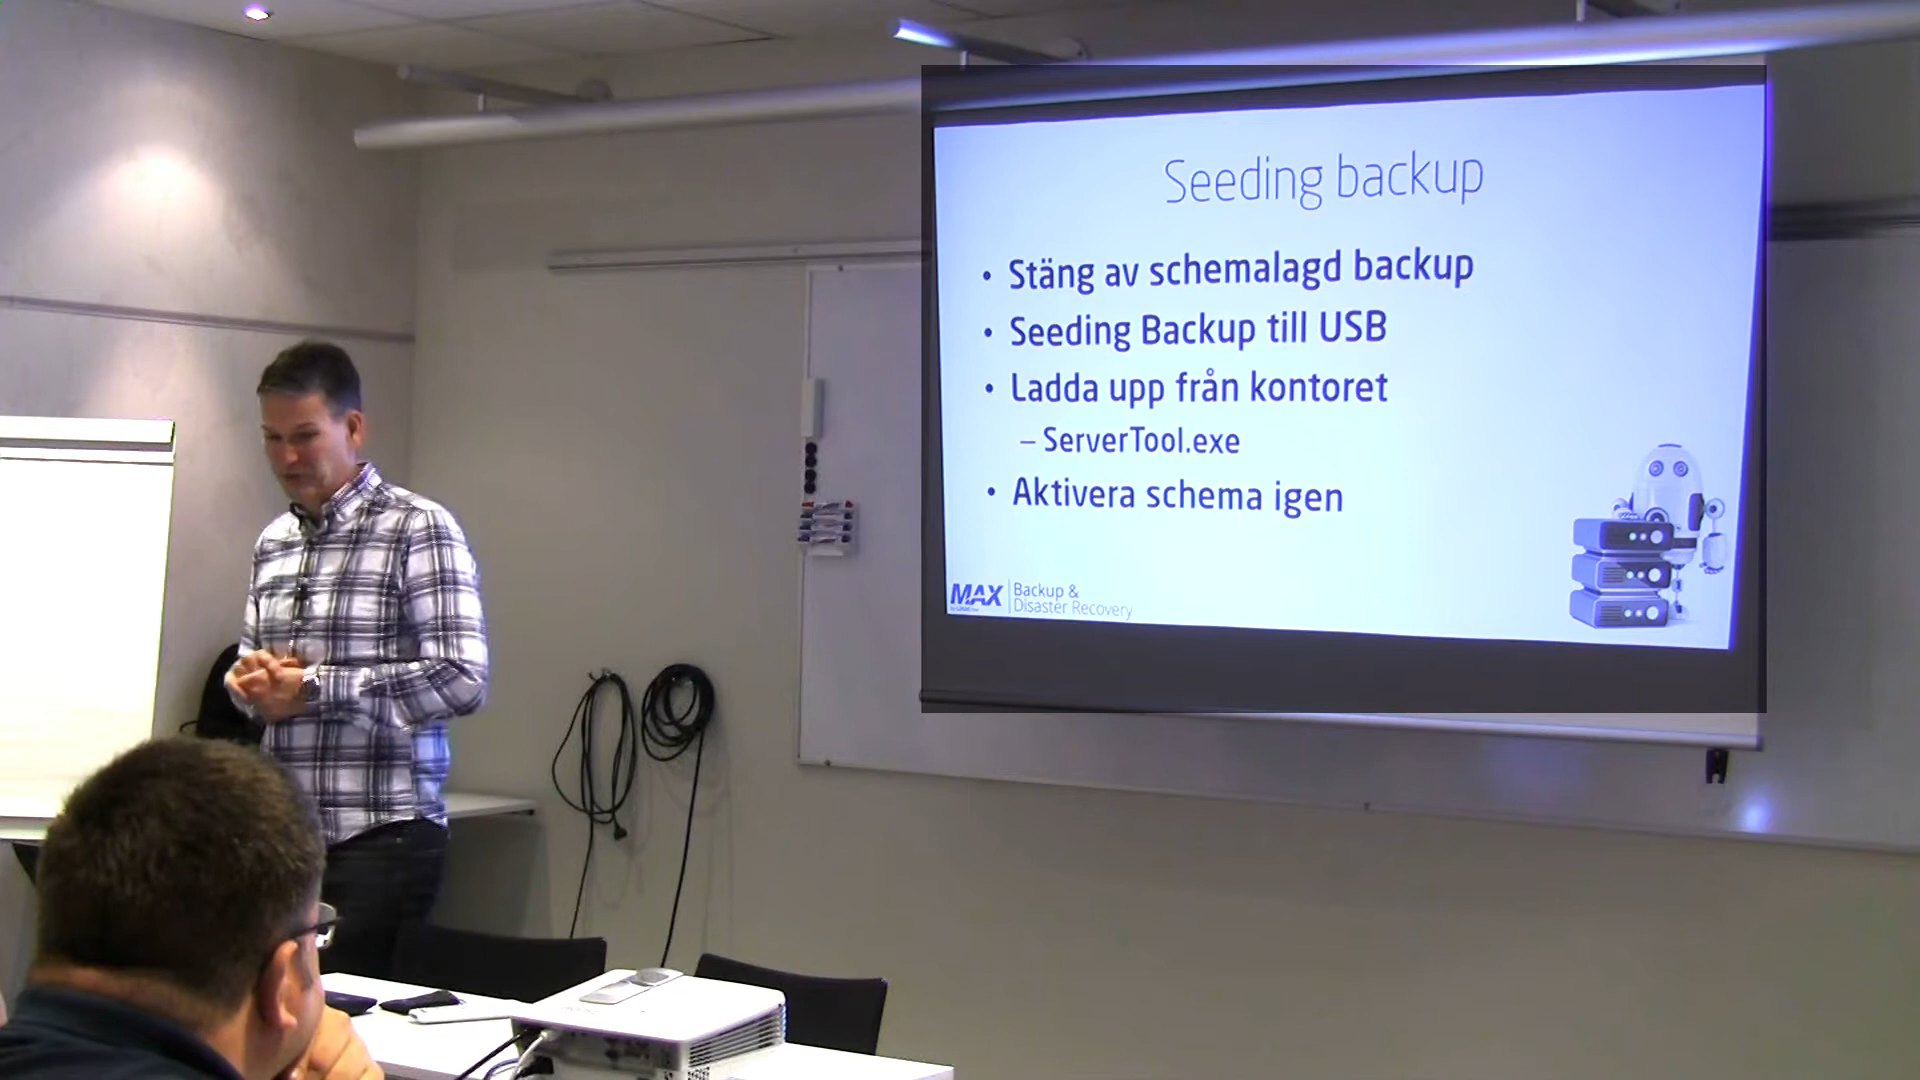 Seeding backup
• Stäng av schemalagd backup
• Seeding Backup till USB
• Ladda upp från kontoret
– ServerTool.exe
• Aktivera schema igen
MAX Backup &
Disaster Recovery